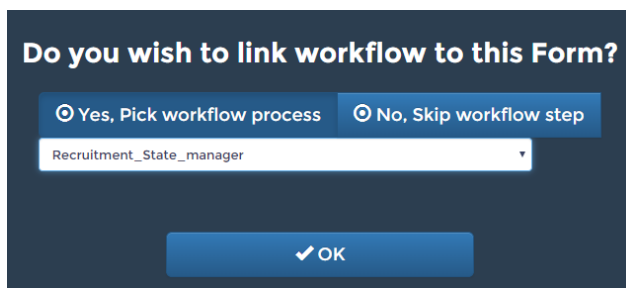 Do you wish to link workflow to this Form?
Yes, Pick workflow process No, Skip workflow step
Recruitment_State_manager
OK